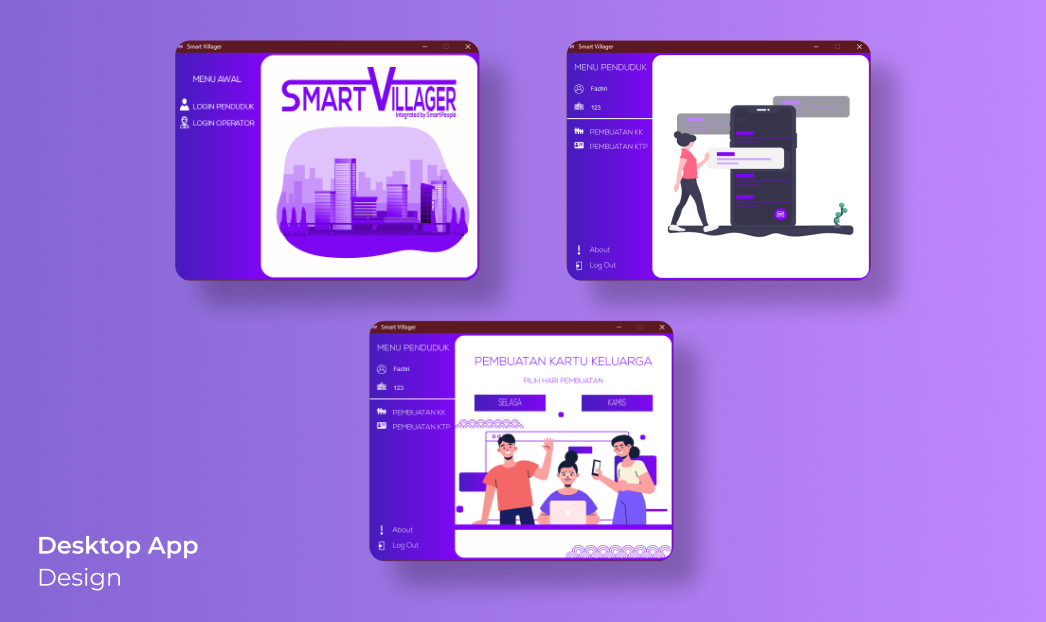 Smart Villager
MENU AWAL
LOGIN PENDUDUK
LOGIN OPERATOR
SMART VILLAGER
integrated by SmartPeople
Smart Villager
MENU PENDUDUK
Fachri
123
PEMBUATAN KK
PEMBUATAN KTP
About
Log Out
Smart Villager
MENU PENDUDUK
Fachri
123
PEMBUATAN KK
PEMBUATAN KTP
About
Log Out
PEMBUATAN KARTU KELUARGA
PILIH HARI PEMBUATAN
SELASA
KAMIS
Desktop App
Design